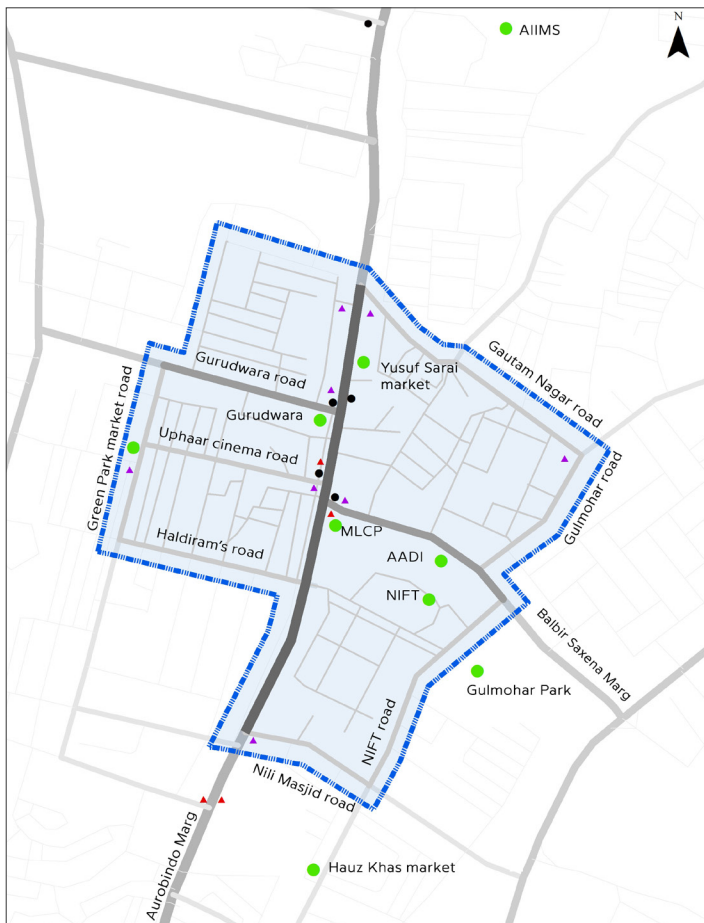 AIIMS
N
Gautam Nagar road
Yusuf Sarai
market
Gurudwara road
Green Park market road
Gurudwara
Uphaar cinema road
Gulmohar road
MLCP
Haldiram's road
AADI
NIFT
Balbir Saxena Marg
Gulmohar Park
NIFT road
Nili Masjid road
Aurobindo Marg
Hauz Khas market